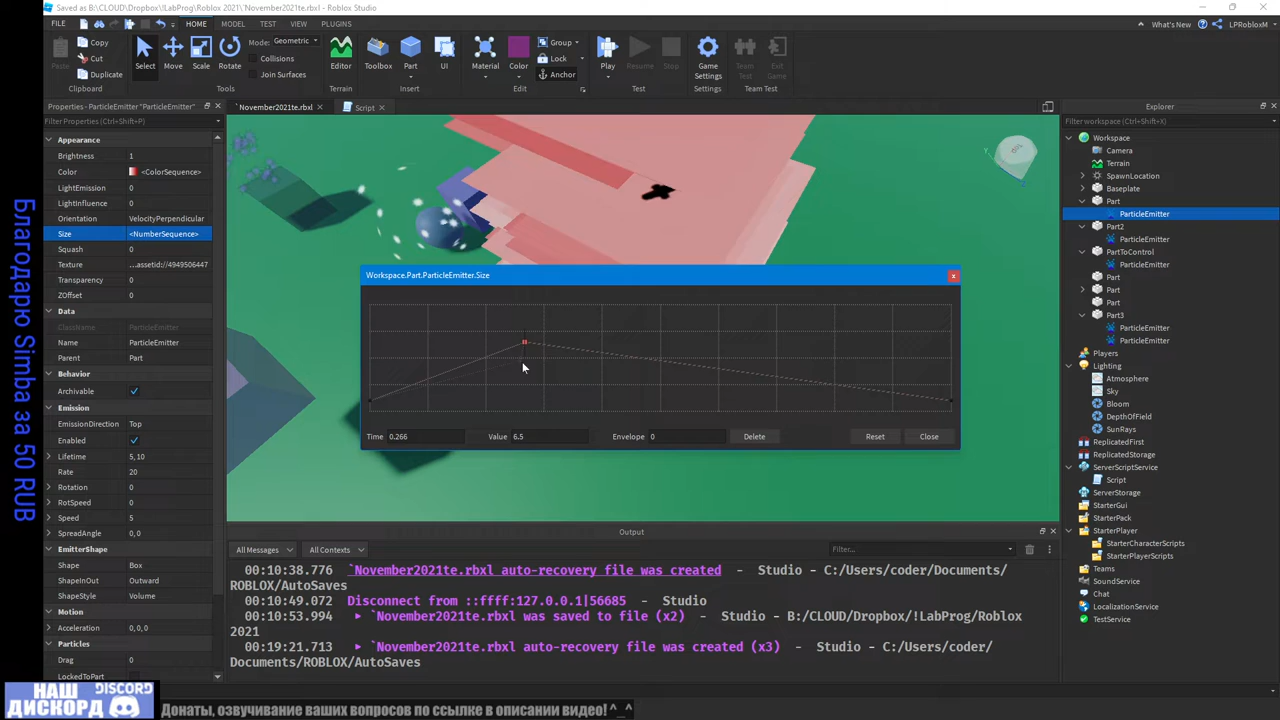 Saved as B:\CLOUD\Dropbox\!LabProg\Roblox 2021\`November2021te.rbxl - Roblox Studio
FILE
HOME
MODEL
TEST
VIEW
PLUGINS
What's New
LPRobloxM
Paste
Copy
Cut
Duplicate
Clipboard
Select
Move
Scale
Rotate
Mode: Geometric
Collisions
Join Surfaces
Tools
Editor
Terrain
Toolbox
Part
UI
Insert
Material
Color
Group
Lock
Anchor
Edit
Play
Resume
Stop
Test
Game
Settings
Settings
Team
Test
Exit
Game
Team Test
Properties - ParticleEmitter "ParticleEmitter"
Filter Properties (Ctrl+Shift+P)
Appearance
Brightness 1
Color <ColorSequence>
LightEmission 0
LightInfluence 0
Orientation VelocityPerpendicular
Size <NumberSequence>
Squash 0
Texture ...assetid://4949506447
Transparency 0
ZOffset 0
Data
ClassName ParticleEmitter
Name ParticleEmitter
Parent Part
Behavior
Archivable
Emission
EmissionDirection Top
Enabled
Lifetime 5,10
Rate 20
Rotation 0
RotSpeed 0
Speed 5
SpreadAngle 0,0
EmitterShape
Shape Box
ShapeInOut Outward
ShapeStyle Volume
Motion
Acceleration 0,0,0
Particles
Drag 0
LockedToPart
`November2021te.rbxl
Script
Workspace.Part.ParticleEmitter.Size
Time 0.266 Value 6.5 Envelope 0 Delete Reset Close
Output
All Messages All Contexts Filter...
00:10:38.776 `November2021te.rbxl auto-recovery file was created - Studio - C:/Users/coder/Documents/
ROBLOX/AutoSaves
00:10:49.072 Disconnect from ::ffff:127.0.0.1|56685 - Studio
00:10:53.994 `November2021te.rbxl was saved to file (x2) - Studio - B:/CLOUD/Dropbox/!LabProg/Roblox
2021
00:19:21.713 `November2021te.rbxl auto-recovery file was created (x3) - Studio - C:/Users/coder/
Documents/ROBLOX/AutoSaves
Explorer
Filter workspace (Ctrl+Shift+X)
Workspace
Camera
Terrain
SpawnLocation
Baseplate
Part
ParticleEmitter
Part2
ParticleEmitter
PartToControl
ParticleEmitter
Part
Part
Part
Part3
ParticleEmitter
ParticleEmitter
Players
Lighting
Atmosphere
Sky
Bloom
DepthOfField
SunRays
ReplicatedFirst
ReplicatedStorage
ServerScriptService
Script
ServerStorage
StarterGui
StarterPack
StarterPlayer
StarterCharacterScripts
StarterPlayerScripts
Teams
SoundService
Chat
LocalizationService
TestService
Благодарю Simba за 50 RUB
НАШ
ДИСКОРД
DISCORD
Донаты, озвучивание ваших вопросов по ссылке в описании видео! ^_^